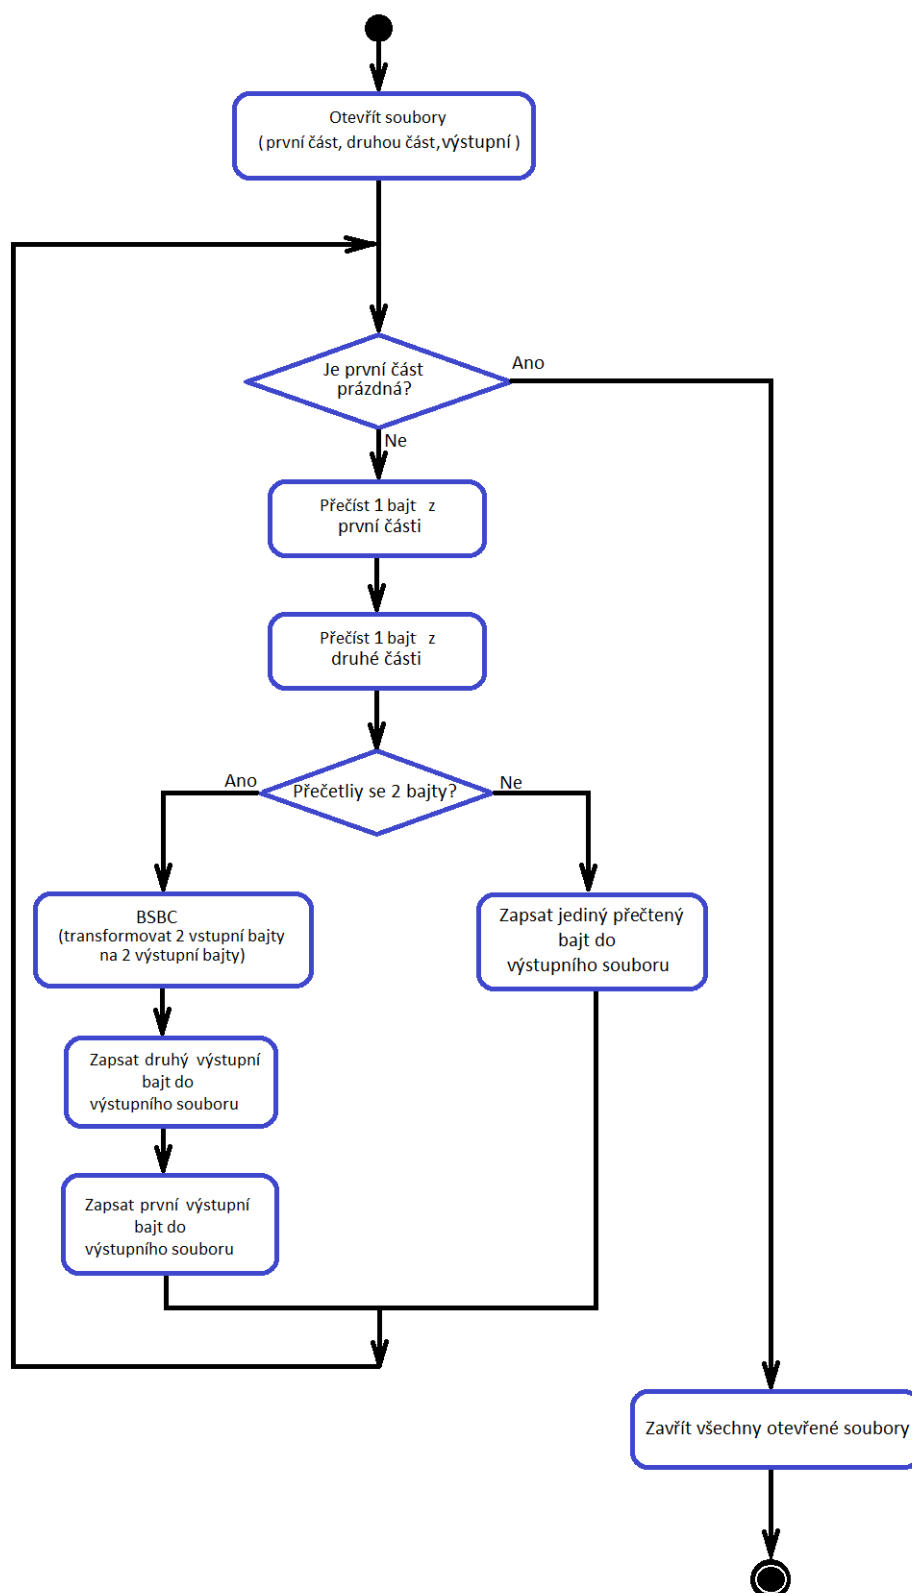 Otevřít soubory
( první část, druhou část, výstupní )
Je první část
prázdná?
Ano
Ne
Přečíst 1 bajt z
první části
Přečíst 1 bajt z
druhé části
Přečetliy se 2 bajty?
Ano
Ne
BSBC
(transformovat 2 vstupní bajty
na 2 výstupní bajty)
Zapsat jediný přečtený
bajt do
výstupního souboru
Zapsat druhý výstupní
bajt do
výstupního souboru
Zapsat první výstupní
bajt do
výstupního souboru
Zavřít všechny otevřené soubory